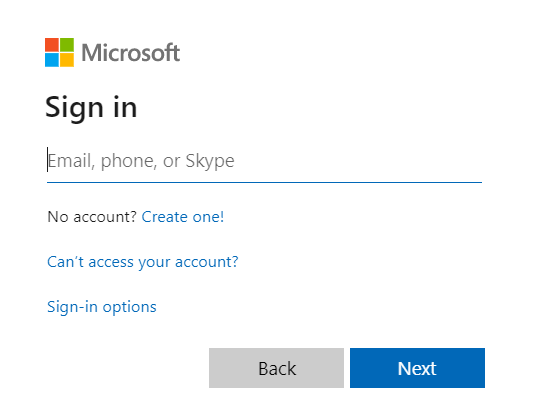 Microsoft
Sign in
Email, phone, or Skype
No account? Create one!
Can't access your account?
Sign-in options
Back Next